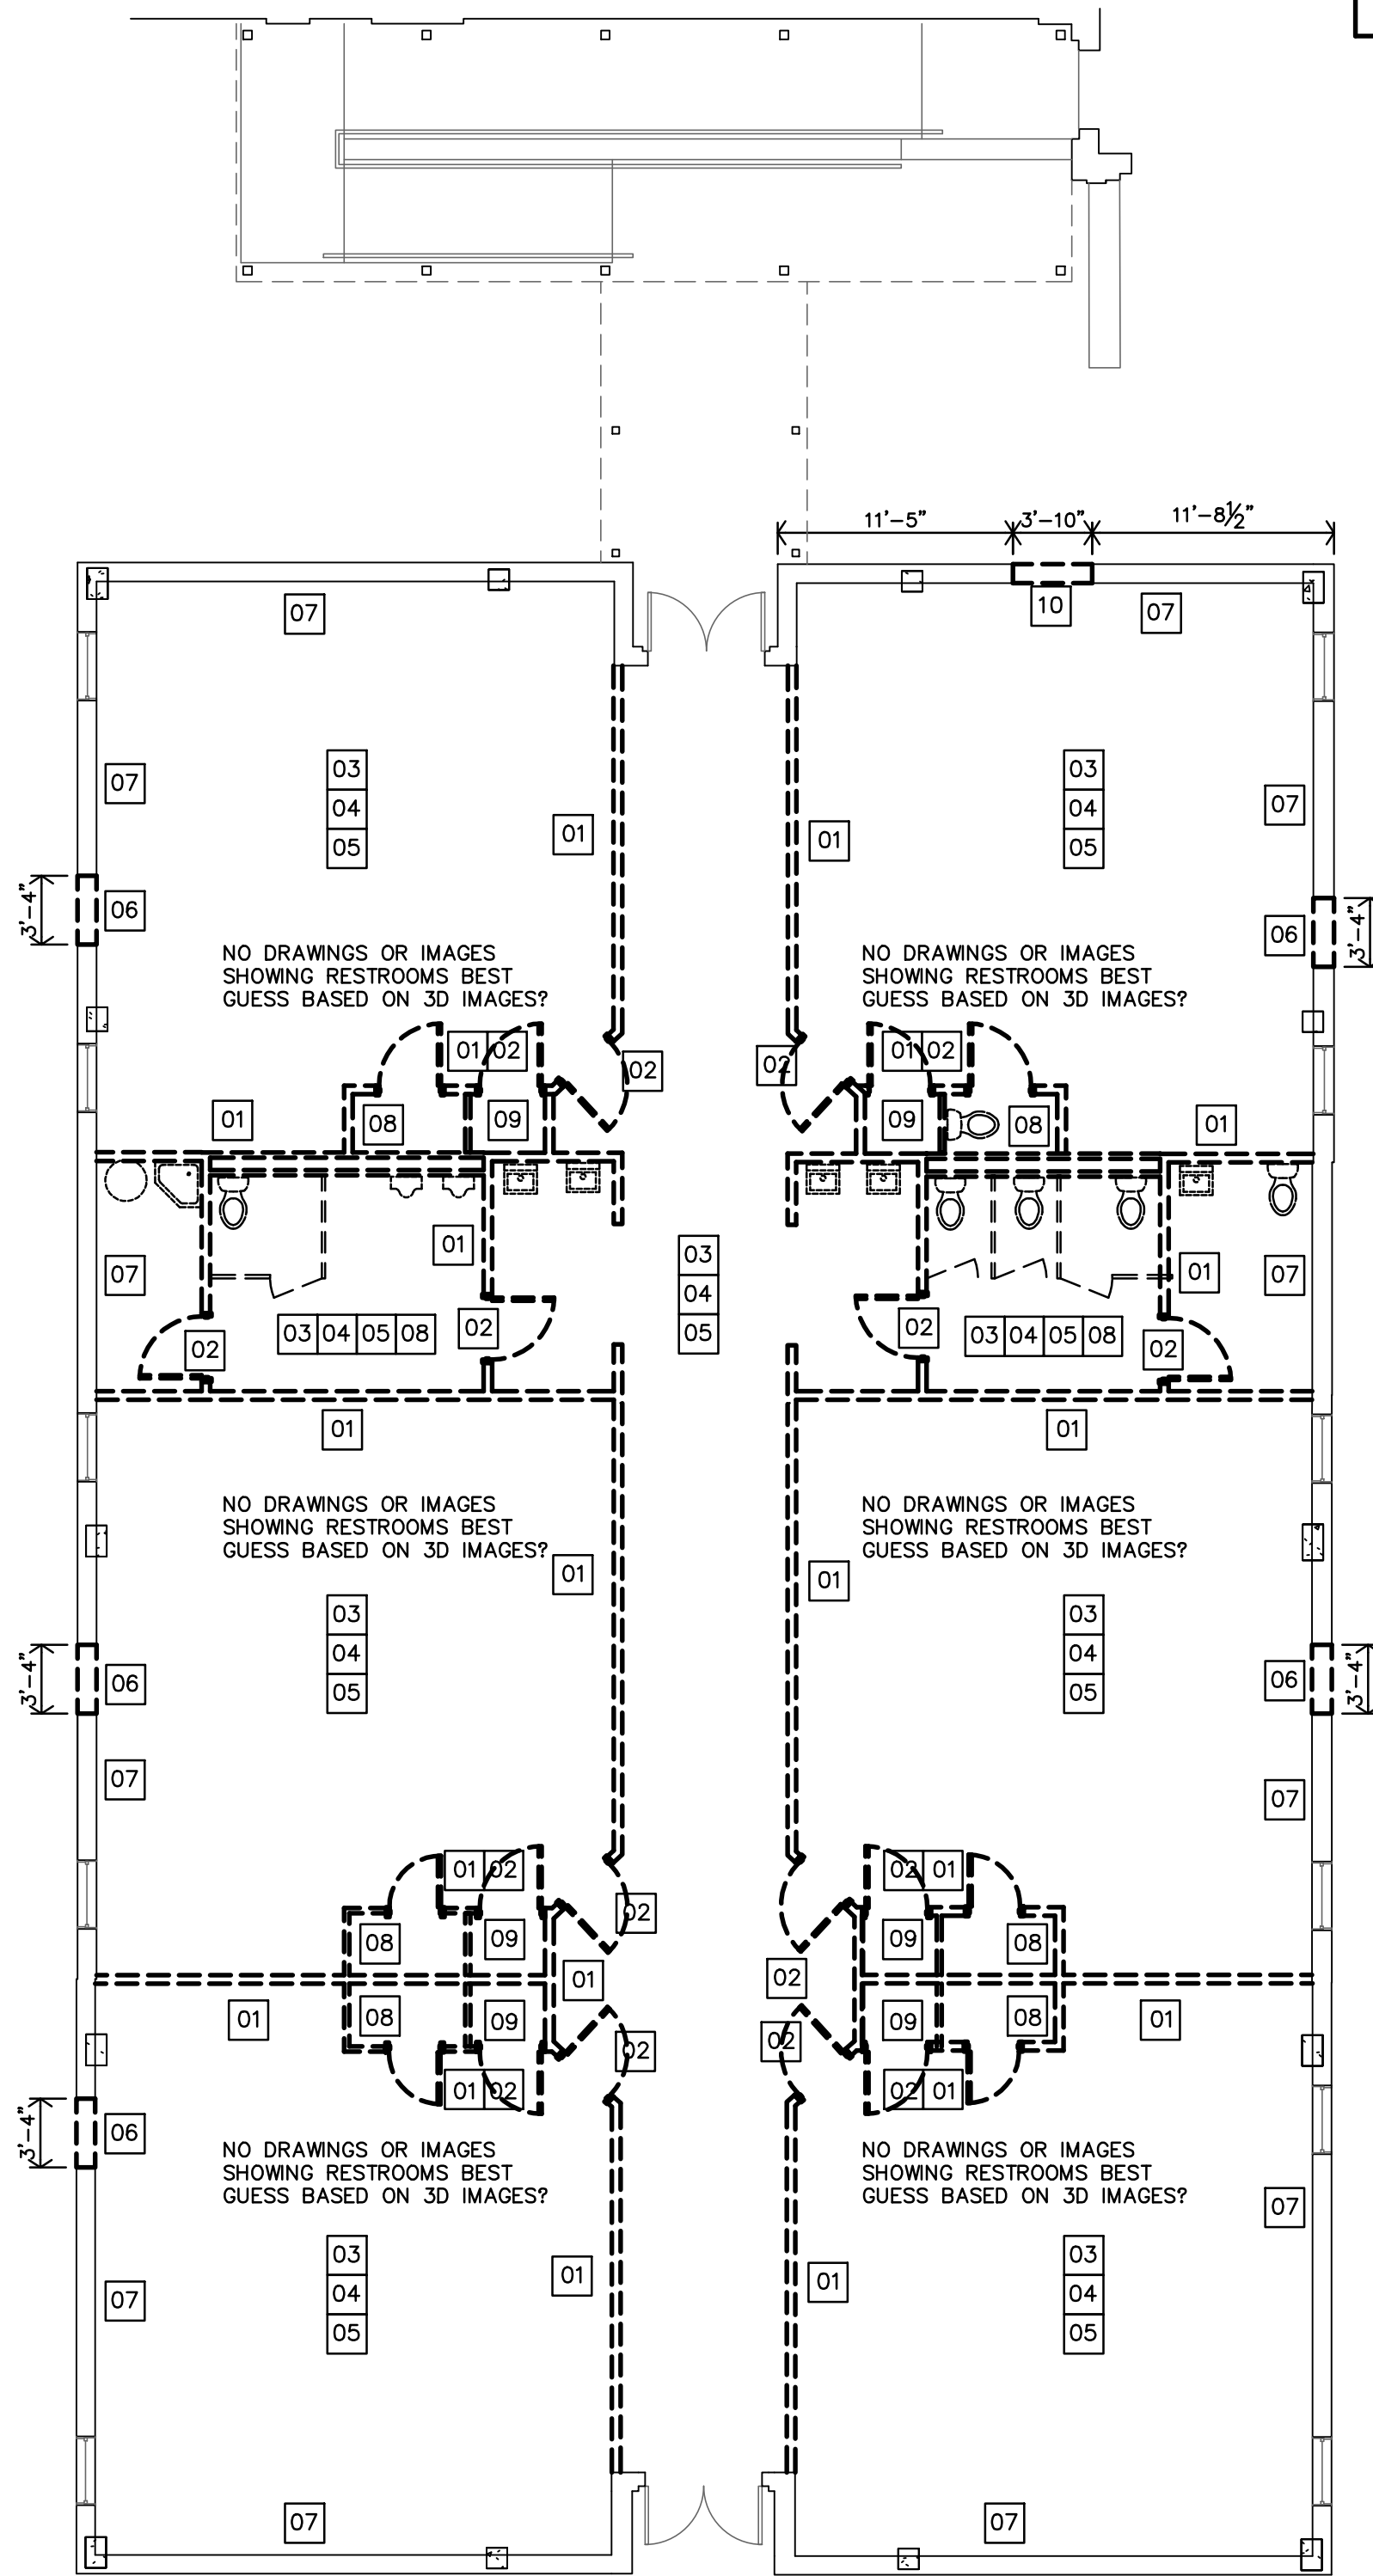 11'-5" 3'-10" 11'-8½"
07 10 07
03 03
04 04
05 05
07 07
01 01
3'-4" 06 06 3'-4"
NO DRAWINGS OR IMAGES
SHOWING RESTROOMS BEST
GUESS BASED ON 3D IMAGES?
NO DRAWINGS OR IMAGES
SHOWING RESTROOMS BEST
GUESS BASED ON 3D IMAGES?
01 02 02 02 01 02
01 08 09 09 08 01
07 01 03 01 07
04
05
02 03 04 05 08 02 02 03 04 05 08 02
01 01
NO DRAWINGS OR IMAGES
SHOWING RESTROOMS BEST
GUESS BASED ON 3D IMAGES?
NO DRAWINGS OR IMAGES
SHOWING RESTROOMS BEST
GUESS BASED ON 3D IMAGES?
01 01
03 03
04 04
05 05
3'-4" 06 06 3'-4"
07 07
01 02 02 01
02
08 09 09 08
01 02
01 08 09 09 08 01
02 02
01 02 02 01
3'-4" 06
NO DRAWINGS OR IMAGES
SHOWING RESTROOMS BEST
GUESS BASED ON 3D IMAGES?
NO DRAWINGS OR IMAGES
SHOWING RESTROOMS BEST
GUESS BASED ON 3D IMAGES?
07
03 03
04 04
05 05
01 01
07
07 07